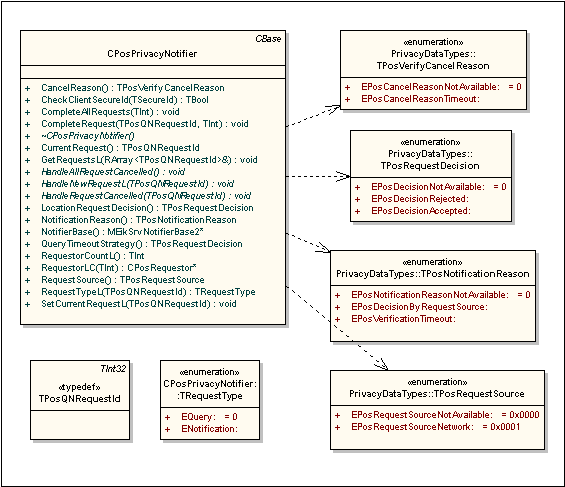 CBase
CPosPrivacyNotifier
+ CancelReason() : TPosVerifyCancelReason
+ CheckClientSecureId(TSecureId) : TBool
+ CompleteAllRequests(TInt) : void
+ CompleteRequest(TPosQNRequestId, TInt) : void
+ ~CPosPrivacyNotifier()
+ CurrentRequest() : TPosQNRequestId
+ GetRequestsL(RArray<TPosQNRequestId>&) : void
+ HandleAllRequestCancelled() : void
+ HandleNewRequestL(TPosQNRequestId) : void
+ HandleRequestCancelled(TPosQNRequestId) : void
+ LocationRequestDecision() : TPosRequestDecision
+ NotificationReason() : TPosNotificationReason
+ NotifierBase() : MEikSrvNotifierBase2*
+ QueryTimeoutStrategy() : TPosRequestDecision
+ RequestorCountL() : TInt
+ RequestorLC(TInt) : CPosRequestor*
+ RequestSource() : TPosRequestSource
+ RequestTypeL(TPosQNRequestId) : TRequestType
+ SetCurrentRequestL(TPosQNRequestId) : void
«enumeration»
PrivacyDataTypes::
TPosVerifyCancelReason
+ EPosCancelReasonNotAvailable: = 0
+ EPosCancelReasonTimeout:
«enumeration»
PrivacyDataTypes::
TPosRequestDecision
+ EPosDecisionNotAvailable: = 0
+ EPosDecisionRejected:
+ EPosDecisionAccepted:
«enumeration»
PrivacyDataTypes::TPosNotificationReason
+ EPosNotificationReasonNotAvailable: = 0
+ EPosDecisionByRequestSource:
+ EPosVerificationTimeout:
TInt32
«typedef»
TPosQNRequestId
«enumeration»
CPosPrivacyNotifier:
:TRequestType
+ EQuery: = 0
+ ENotification:
«enumeration»
PrivacyDataTypes::TPosRequestSource
+ EPosRequestSourceNotAvailable: = 0x0000
+ EPosRequestSourceNetwork: = 0x0001